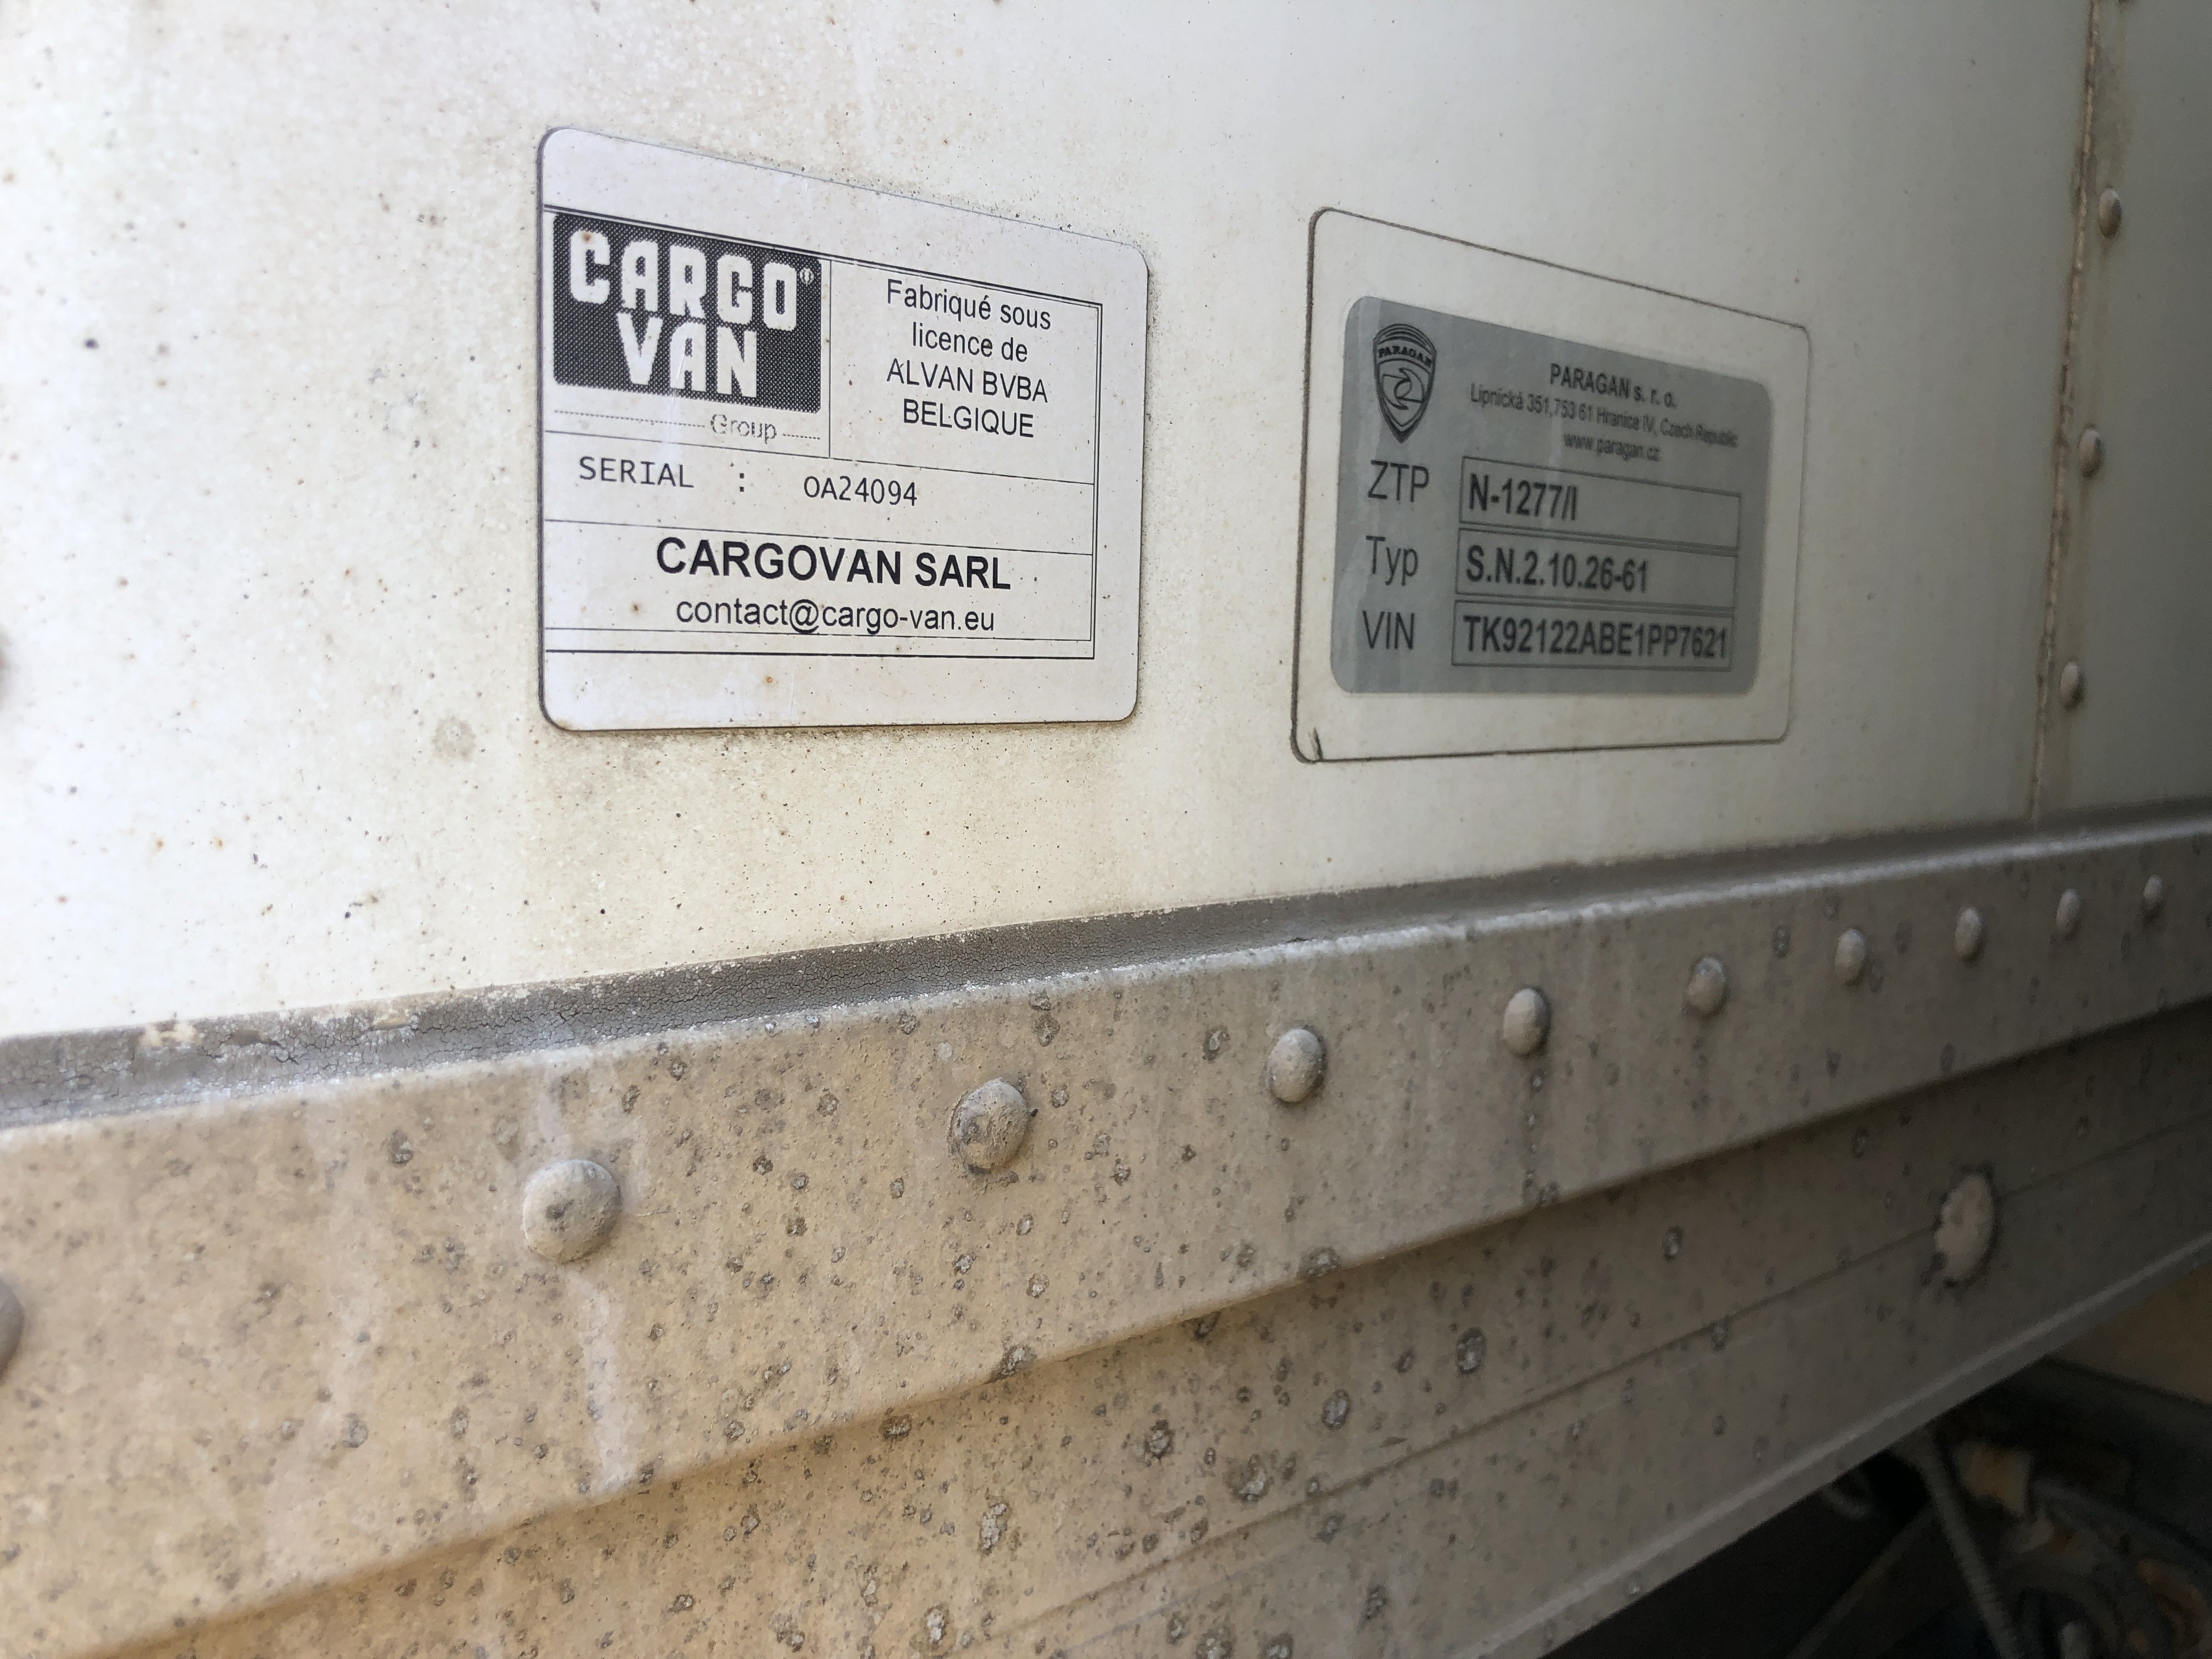 CARGO®
VAN
Group
Fabriqué sous
licence de
ALVAN BVBA
BELGIQUE
SERIAL : OA24094
CARGOVAN SARL
contact@cargo-van.eu
PARAGAN
PARAGAN s. r. o.
Lipnická 351,753 61 Hranice IV, Czech Republic
www.paragan.cz
ZTP N-1277/I
Typ S.N.2.10.26-61
VIN TK92122ABE1PP7621